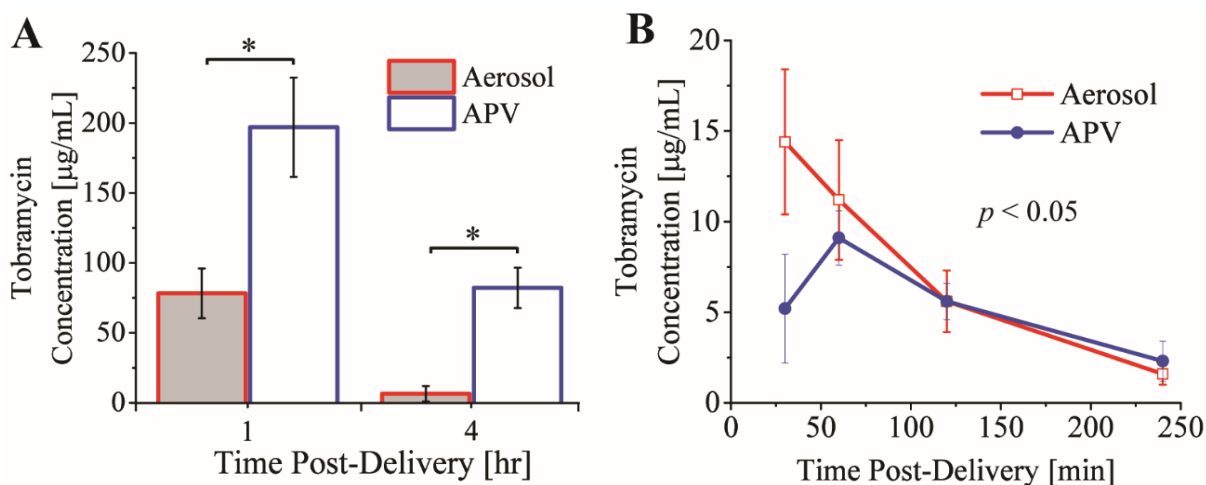 A
Tobramycin
Concentration [µg/mL]
250
200
150
100
50
0
*
*
Aerosol
APV
1
4
Time Post-Delivery [hr]
B
Tobramycin
Concentration [µg/mL]
20
15
10
5
0
Aerosol
APV
p < 0.05
0 50 100 150 200 250
Time Post-Delivery [min]